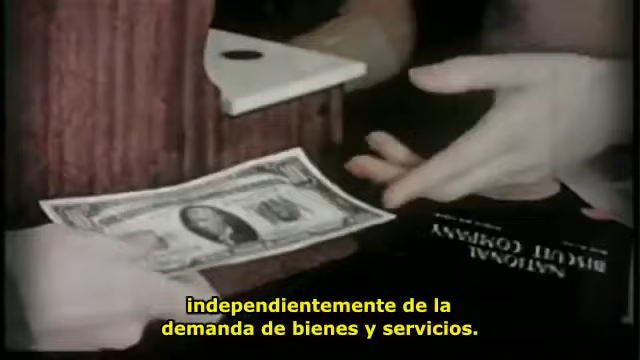 NATIONAL
BISCUIT COMPANY
independientemente de la
demanda de bienes y servicios.